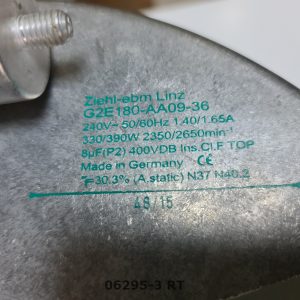 Ziehl-ebm Linz
G2E180-AA09-36
240V~ 50/60Hz 1.40/1.65A
330/390W 2350/2650min⁻¹
8µF(P2) 400VDB Ins.Cl.F TOP
Made in Germany CE
η=30.3% (A.static) N37 N40.2
48/15
06295-3 RT